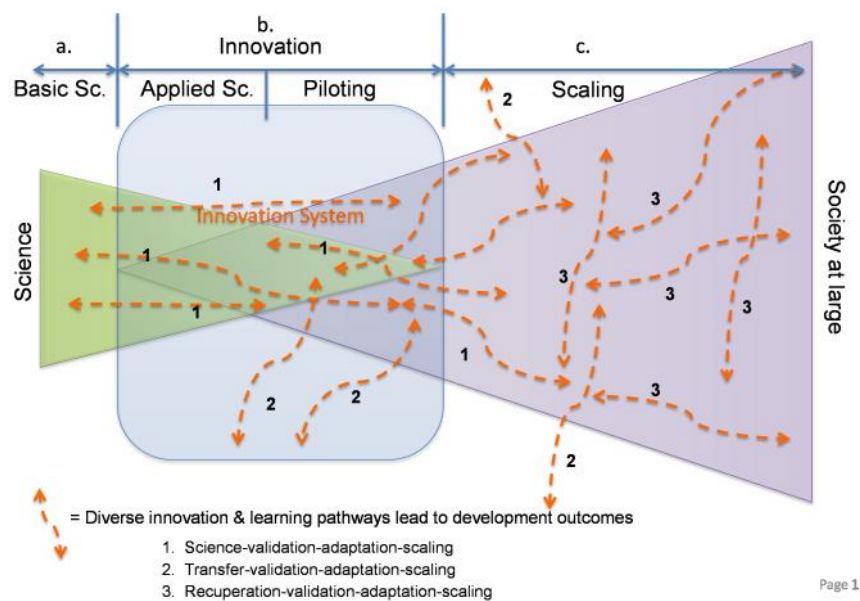 a.
b.
Innovation
c.
Basic Sc.
Applied Sc.
Piloting
Scaling
2
1
Innovation System
3
1
1
1
3
3
3
1
2
2
3
2
Science
Society at large
= Diverse innovation & learning pathways lead to development outcomes
1. Science-validation-adaptation-scaling
2. Transfer-validation-adaptation-scaling
3. Recuperation-validation-adaptation-scaling
Page 1